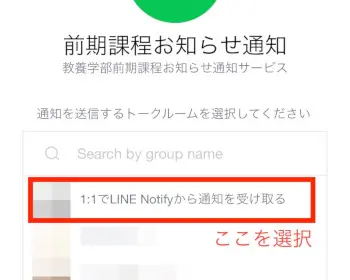 前期課程お知らせ通知
教養学部前期課程お知らせ通知サービス
通知を送信するトークルームを選択してください
Search by group name
1:1でLINE Notifyから通知を受け取る
ここを選択